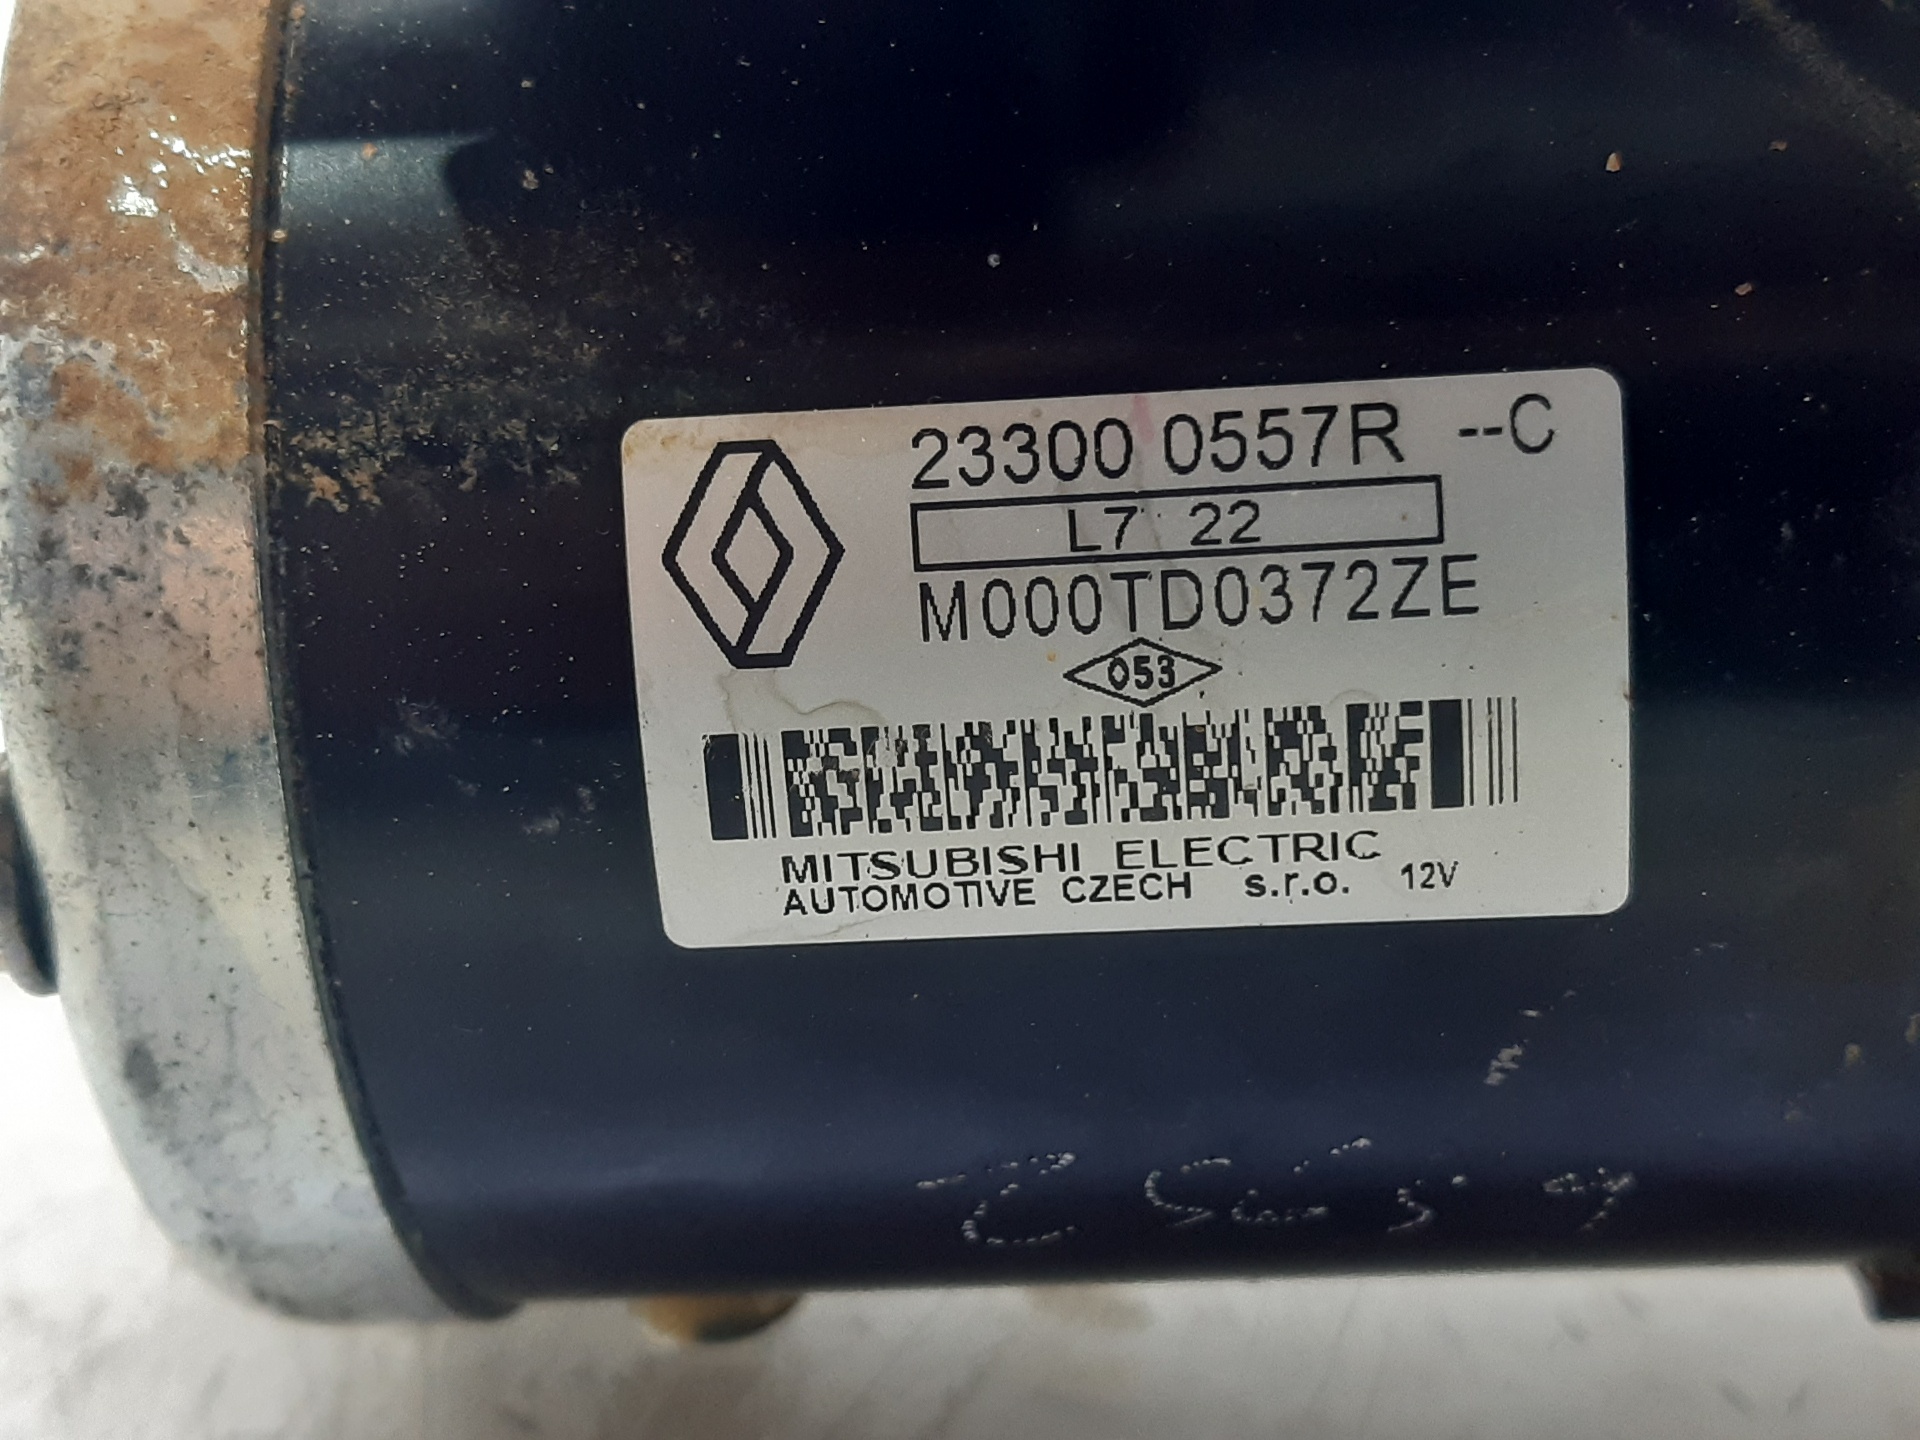 23300 0557R --C
L7 22
M000TD0372ZE
053
MITSUBISHI ELECTRIC
AUTOMOTIVE CZECH s.r.o. 12V